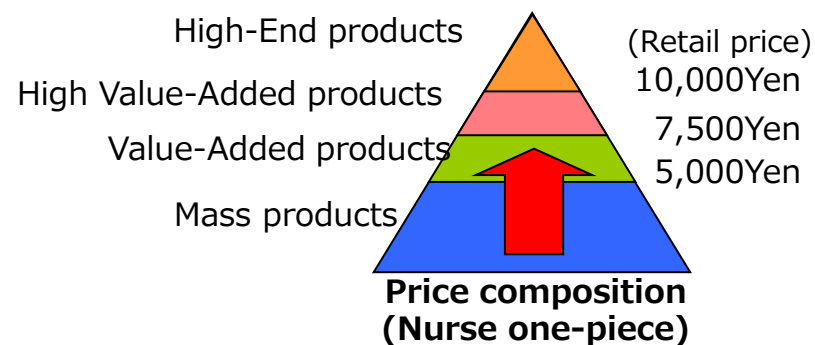 High-End products
(Retail price)
10,000Yen
High Value-Added products
7,500Yen
Value-Added products
5,000Yen
Mass products
Price composition
(Nurse one-piece)